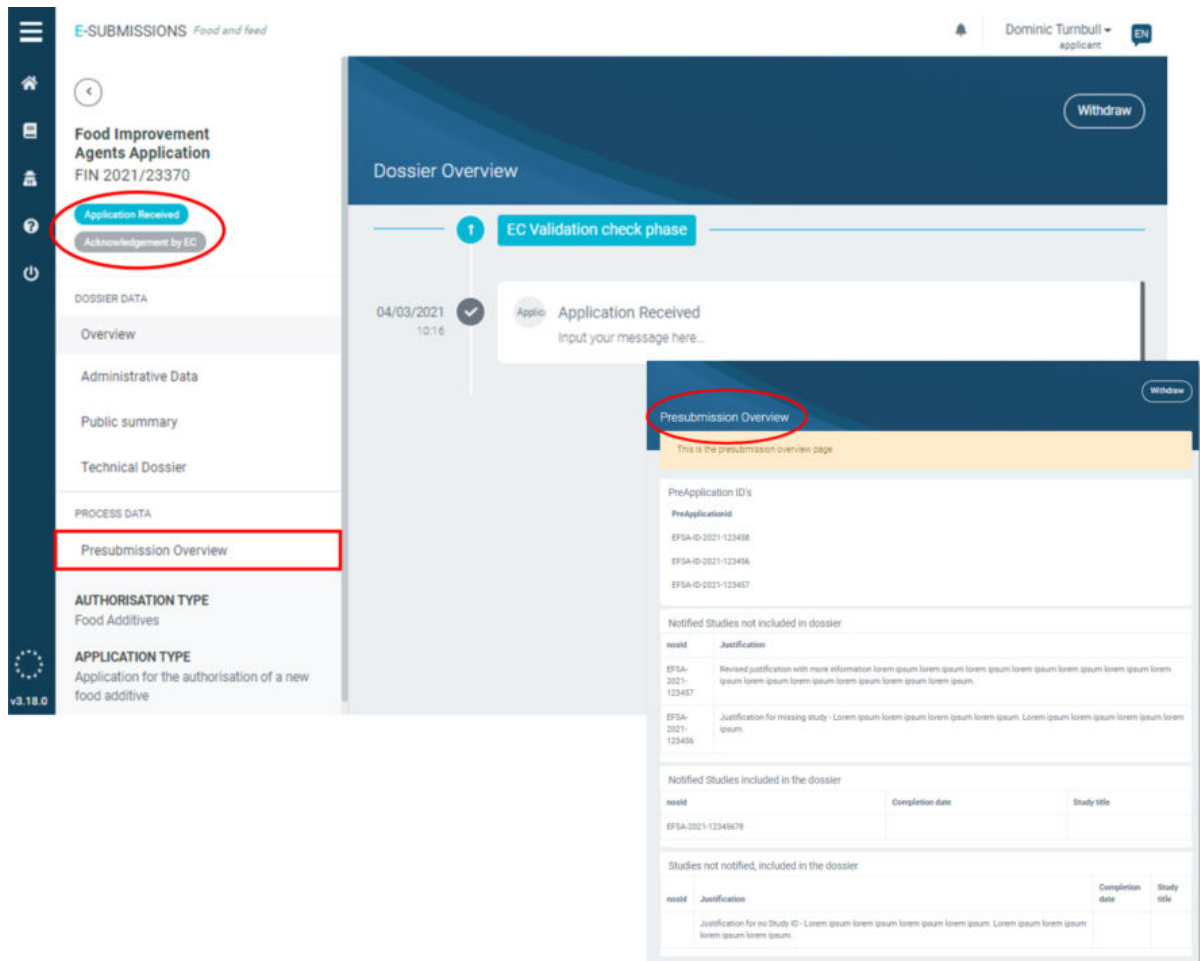 E-SUBMISSIONS Food and feed
Dominic Turnbull
applicant
EN
Food Improvement
Agents Application
FIN 2021/23370
Application Received
Acknowledgement by EC
DOSSIER DATA
Overview
Administrative Data
Public summary
Technical Dossier
PROCESS DATA
Presubmission Overview
AUTHORISATION TYPE
Food Additives
APPLICATION TYPE
Application for the authorisation of a new
food additive
v3.18.0
Withdraw
Dossier Overview
EC Validation check phase
04/03/2021
10:16
Applic
Application Received
Input your message here...
Withdraw
Presubmission Overview
This is the presubmission overview page
PreApplication ID's
PreApplicationId
EFSA-ID-2021-123458
EFSA-ID-2021-123456
EFSA-ID-2021-123457
Notified Studies not included in dossier
nosId Justification
EFSA-
2021-
123457
Revised justification with more information lorem ipsum lorem ipsum lorem ipsum lorem ipsum lorem ipsum lorem ipsum lorem
ipsum lorem ipsum lorem ipsum lorem ipsum lorem ipsum lorem ipsum.
EFSA-
2021-
123456
Justification for missing study - Lorem ipsum lorem ipsum lorem ipsum lorem ipsum. Lorem ipsum lorem ipsum lorem ipsum lorem
ipsum.
Notified Studies included in the dossier
nosId Completion date Study title
EFSA-2021-12345678
Studies not notified, included in the dossier
nosId Justification Completion date Study title
Justification for no Study ID - Lorem ipsum lorem ipsum lorem ipsum lorem ipsum. Lorem ipsum lorem ipsum
lorem ipsum lorem ipsum.